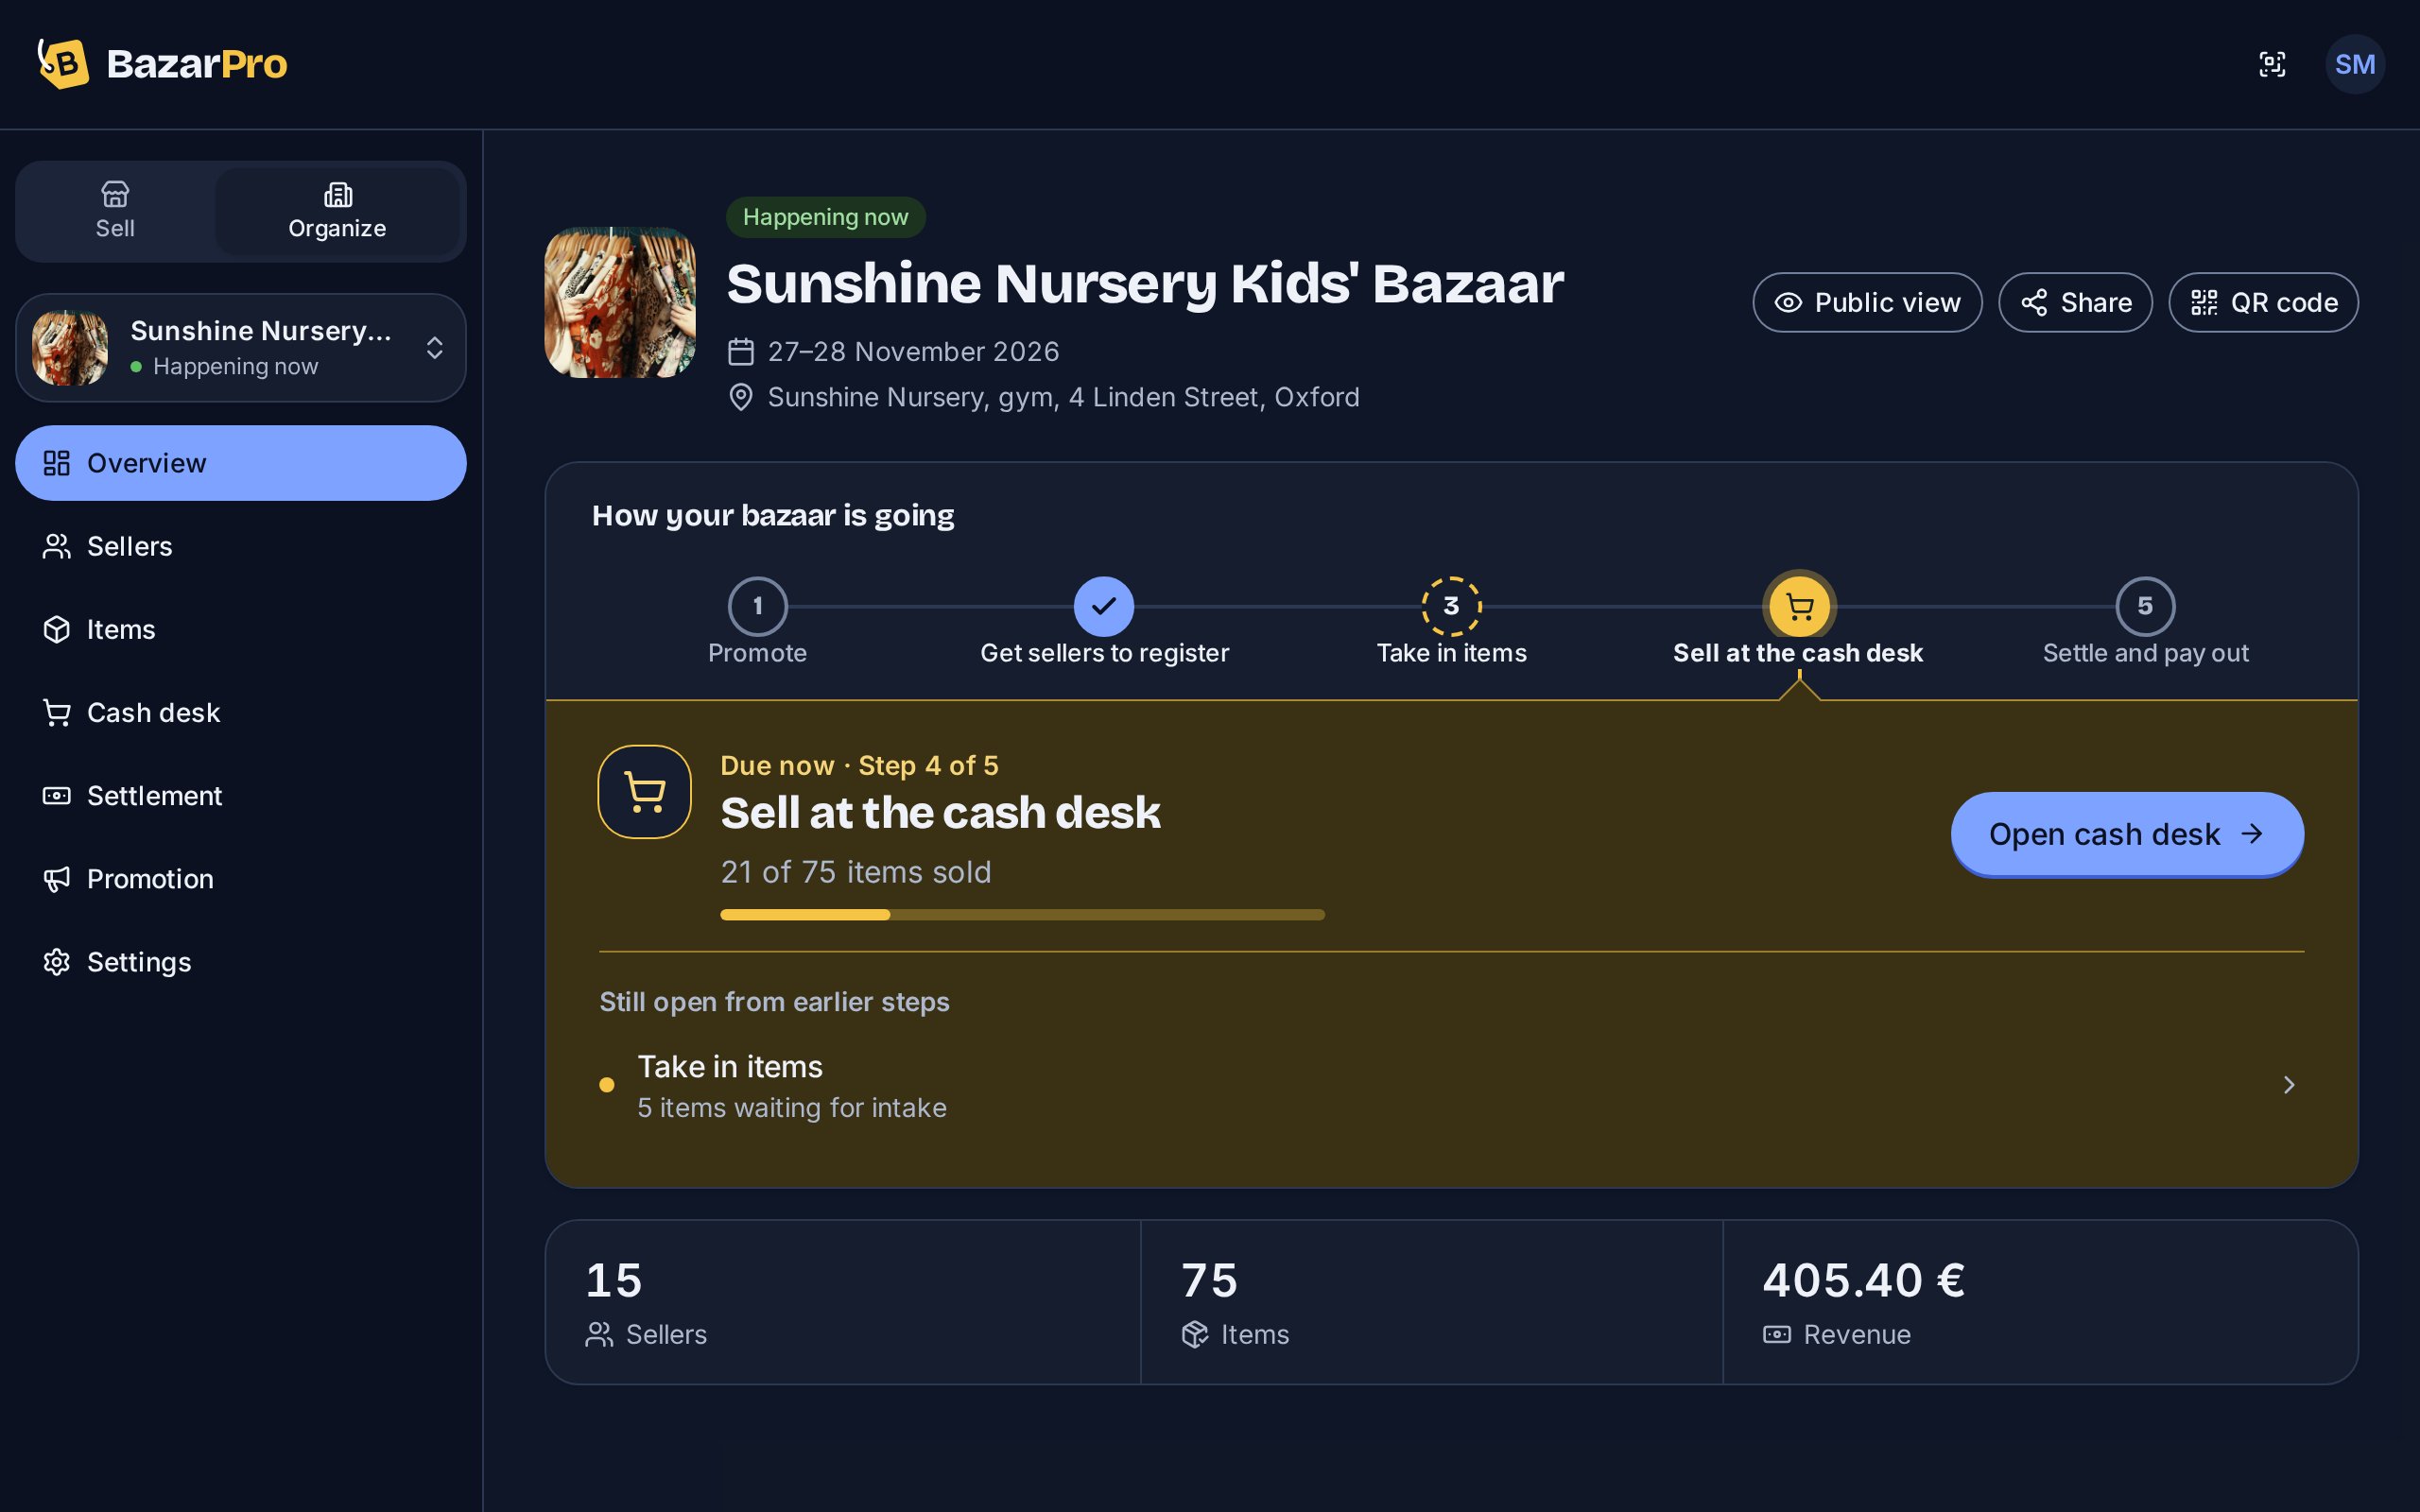 B BazarPro
SM
Sell
Organize
Sunshine Nursery...
Happening now
Overview
Sellers
Items
Cash desk
Settlement
Promotion
Settings
Happening now
Sunshine Nursery Kids' Bazaar
27–28 November 2026
Sunshine Nursery, gym, 4 Linden Street, Oxford
Public view
Share
QR code
How your bazaar is going
1
3
5
Promote
Get sellers to register
Take in items
Sell at the cash desk
Settle and pay out
Due now · Step 4 of 5
Sell at the cash desk
21 of 75 items sold
Open cash desk
Still open from earlier steps
Take in items
5 items waiting for intake
15
Sellers
75
Items
405.40 €
Revenue